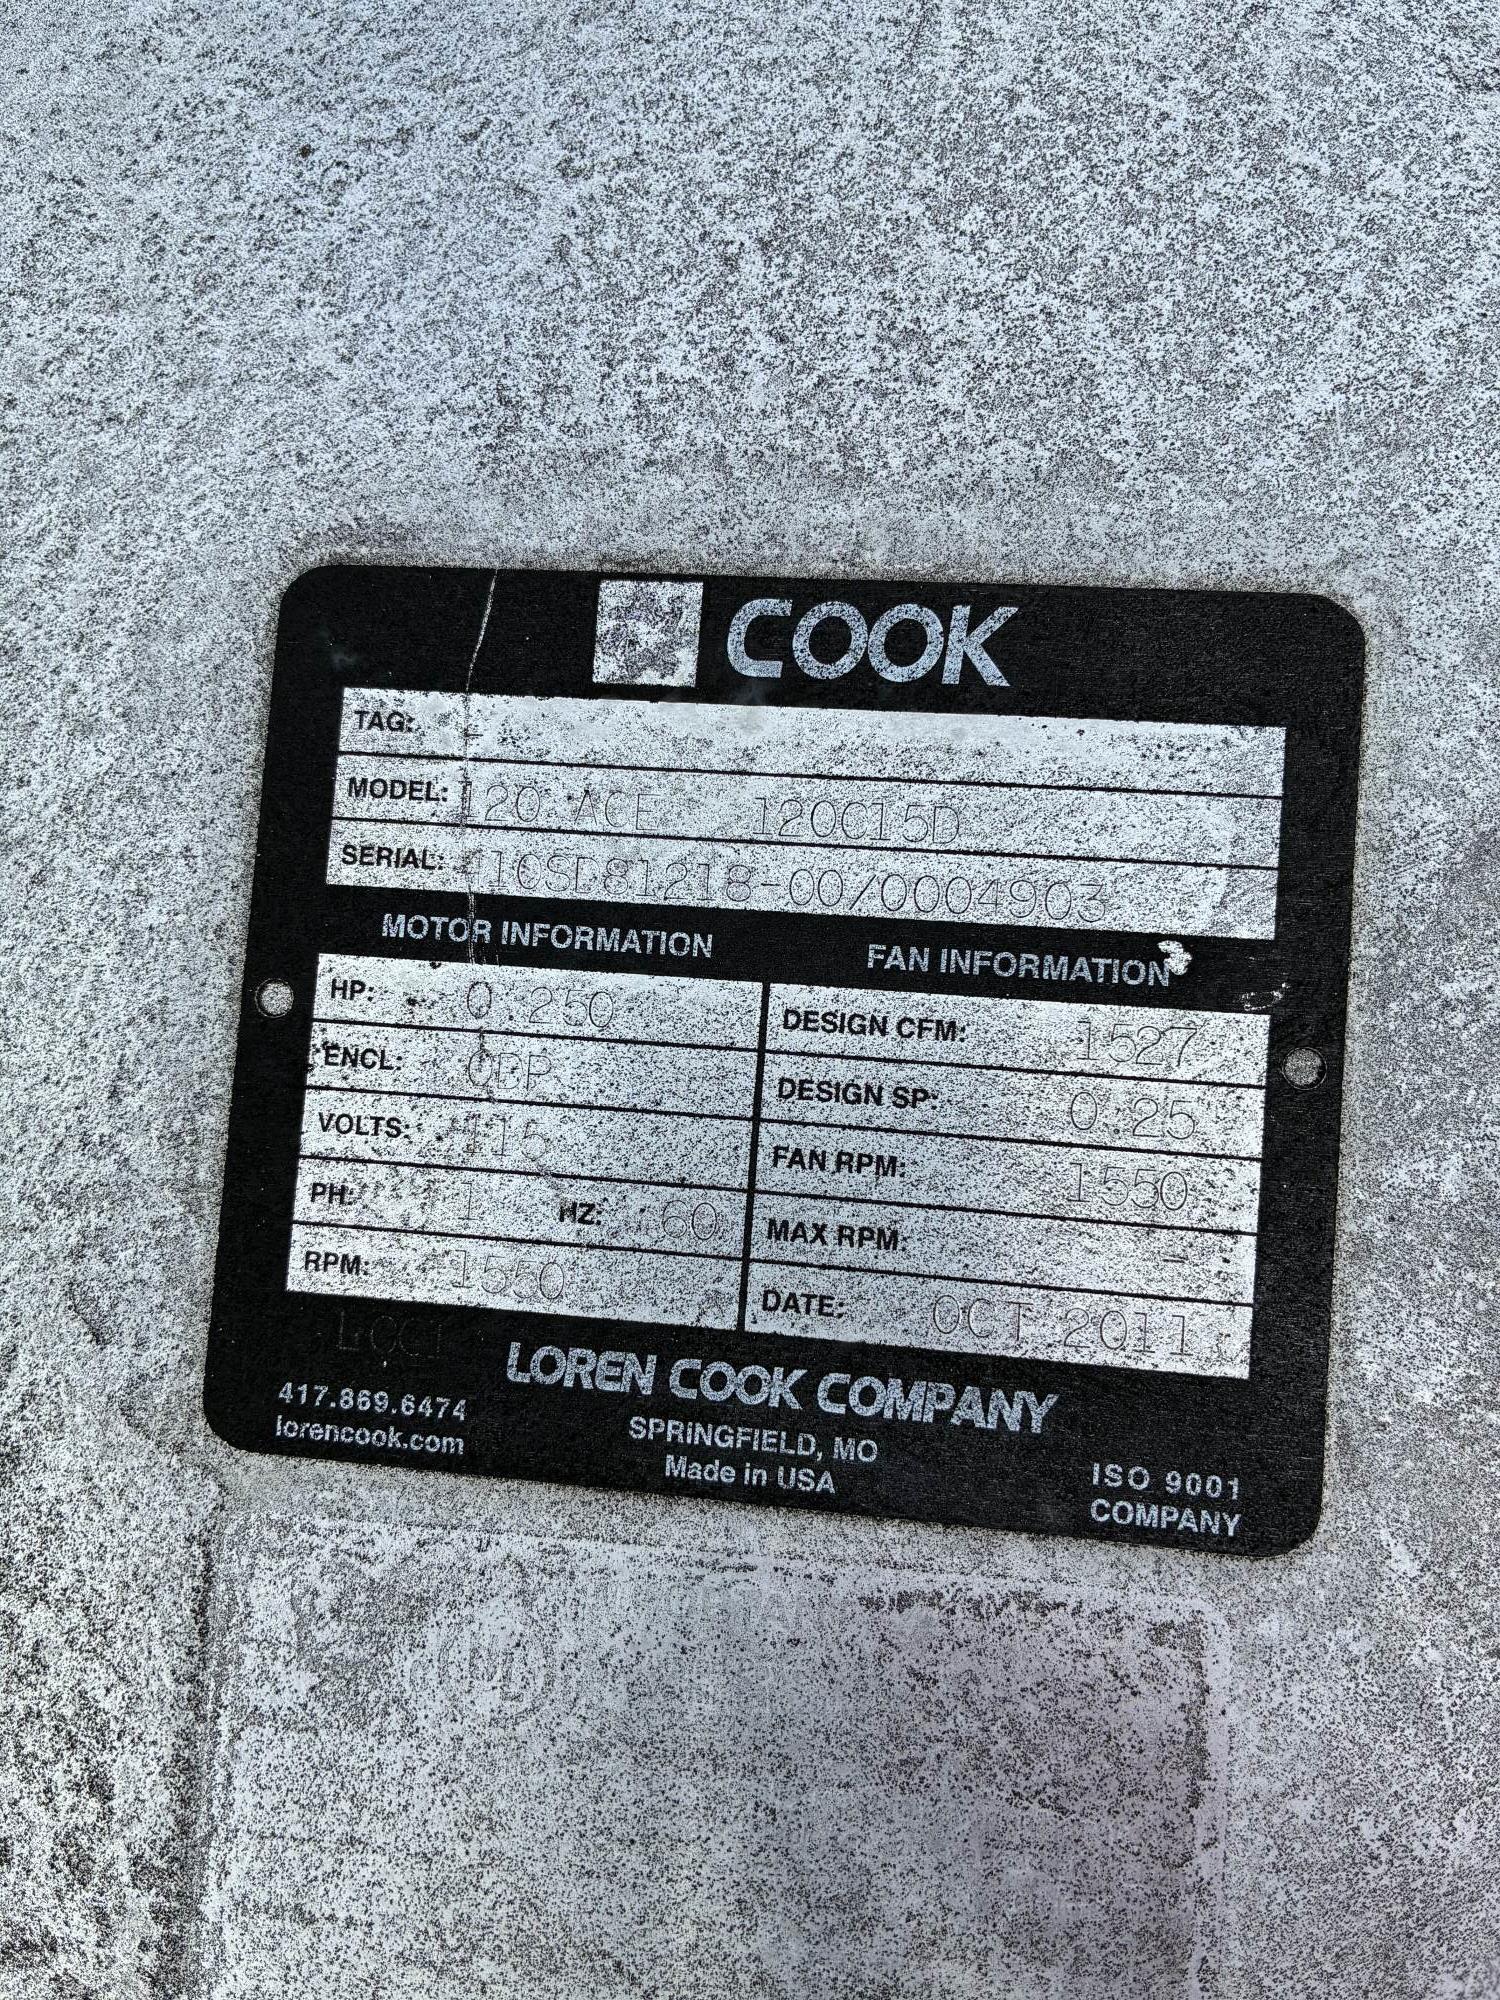 COOK
TAG: -
MODEL: 120 ACE 120C15D
SERIAL: 410SD81218-00/0004903
MOTOR INFORMATION
FAN INFORMATION
HP: 0.250
ENCL: ODP
VOLTS: 115
PH: 1 HZ: 60
RPM: 1550
DESIGN CFM: 1527
DESIGN SP: 0.25
FAN RPM: 1550
MAX RPM: -
DATE: OCT 2011
LOREN COOK COMPANY
417.869.6474
lorencook.com
SPRINGFIELD, MO
Made in USA
ISO 9001
COMPANY